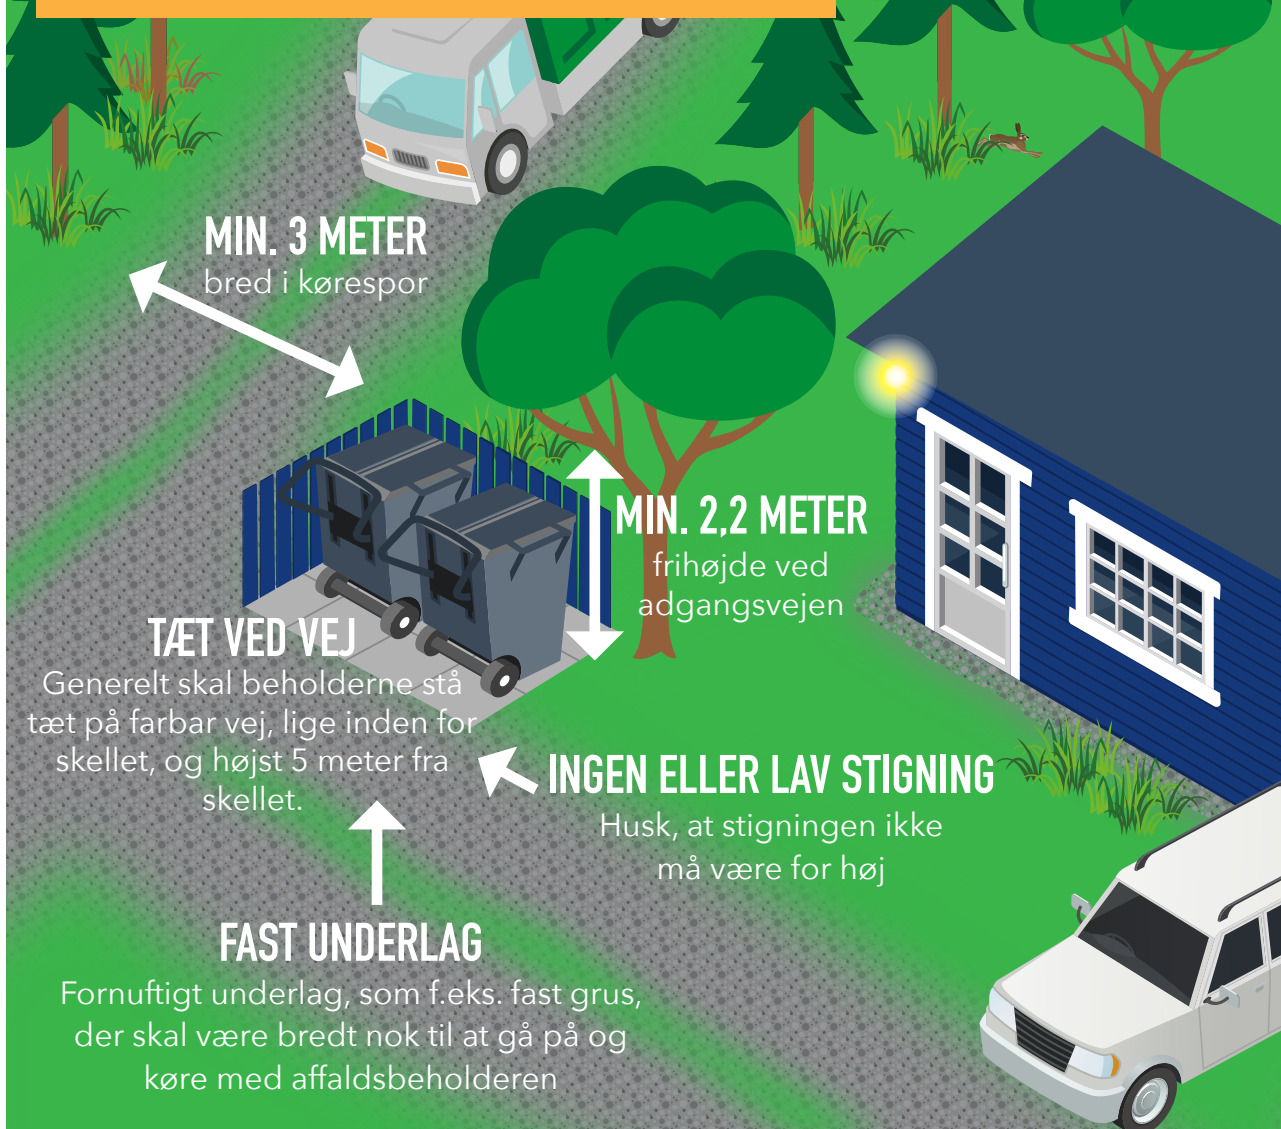 MIN. 3 METER
bred i kørespor
MIN. 2,2 METER
frihøjde ved
adgangsvejen
TÆT VED VEJ
Generelt skal beholderne stå
tæt på farbar vej, lige inden for
skellet, og højst 5 meter fra
skellet.
INGEN ELLER LAV STIGNING
Husk, at stigningen ikke
må være for høj
FAST UNDERLAG
Fornuftigt underlag, som f.eks. fast grus,
der skal være bredt nok til at gå på og
køre med affaldsbeholderen